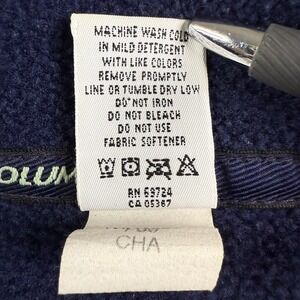 MACHINE WASH COLD
IN MILD DETERGENT
WITH LIKE COLORS
REMOVE PROMPTLY
LINE OR TUMBLE DRY LOW
DO NOT IRON
DO NOT BLEACH
DO NOT USE
FABRIC SOFTENER
OLUM
RN 69724
CA 05367
CHA